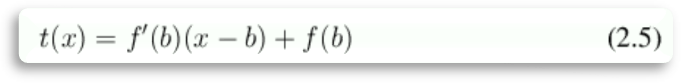 t(x) = f′(b)(x − b) + f(b) (2.5)